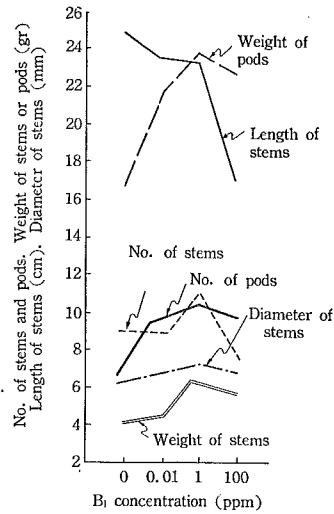 No. of stems and pods. Weight of stems or pods (gr)
Length of stems (cm). Diameter of stems (mm)
26
24
22
20
18
16
14
12
10
8
6
4
2
Weight of
pods
Length of
stems
No. of stems
No. of pods
Diameter of
stems
Weight of stems
0 0.01 1 100
B₁ concentration (ppm)